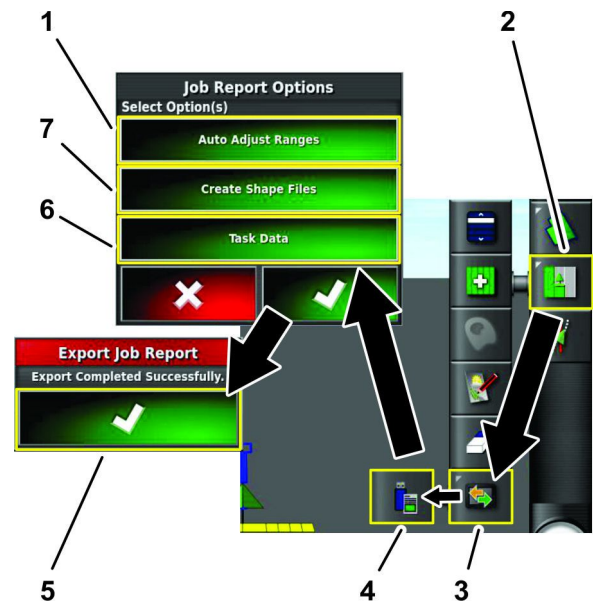 1
2
Job Report Options
Select Option(s)
Auto Adjust Ranges
7
Create Shape Files
6
Task Data
Export Job Report
Export Completed Successfully.
5
4
3